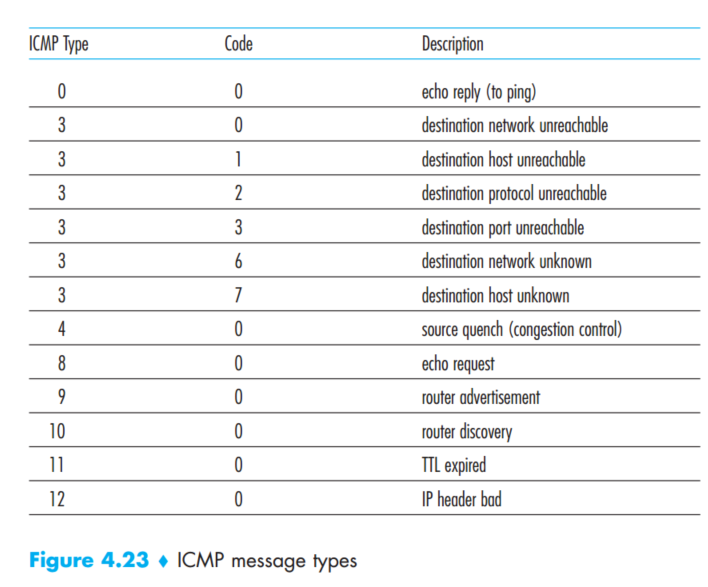 ICMP Type Code Description
0 0 echo reply (to ping)
3 0 destination network unreachable
3 1 destination host unreachable
3 2 destination protocol unreachable
3 3 destination port unreachable
3 6 destination network unknown
3 7 destination host unknown
4 0 source quench (congestion control)
8 0 echo request
9 0 router advertisement
10 0 router discovery
11 0 TTL expired
12 0 IP header bad
Figure 4.23 ♦ ICMP message types